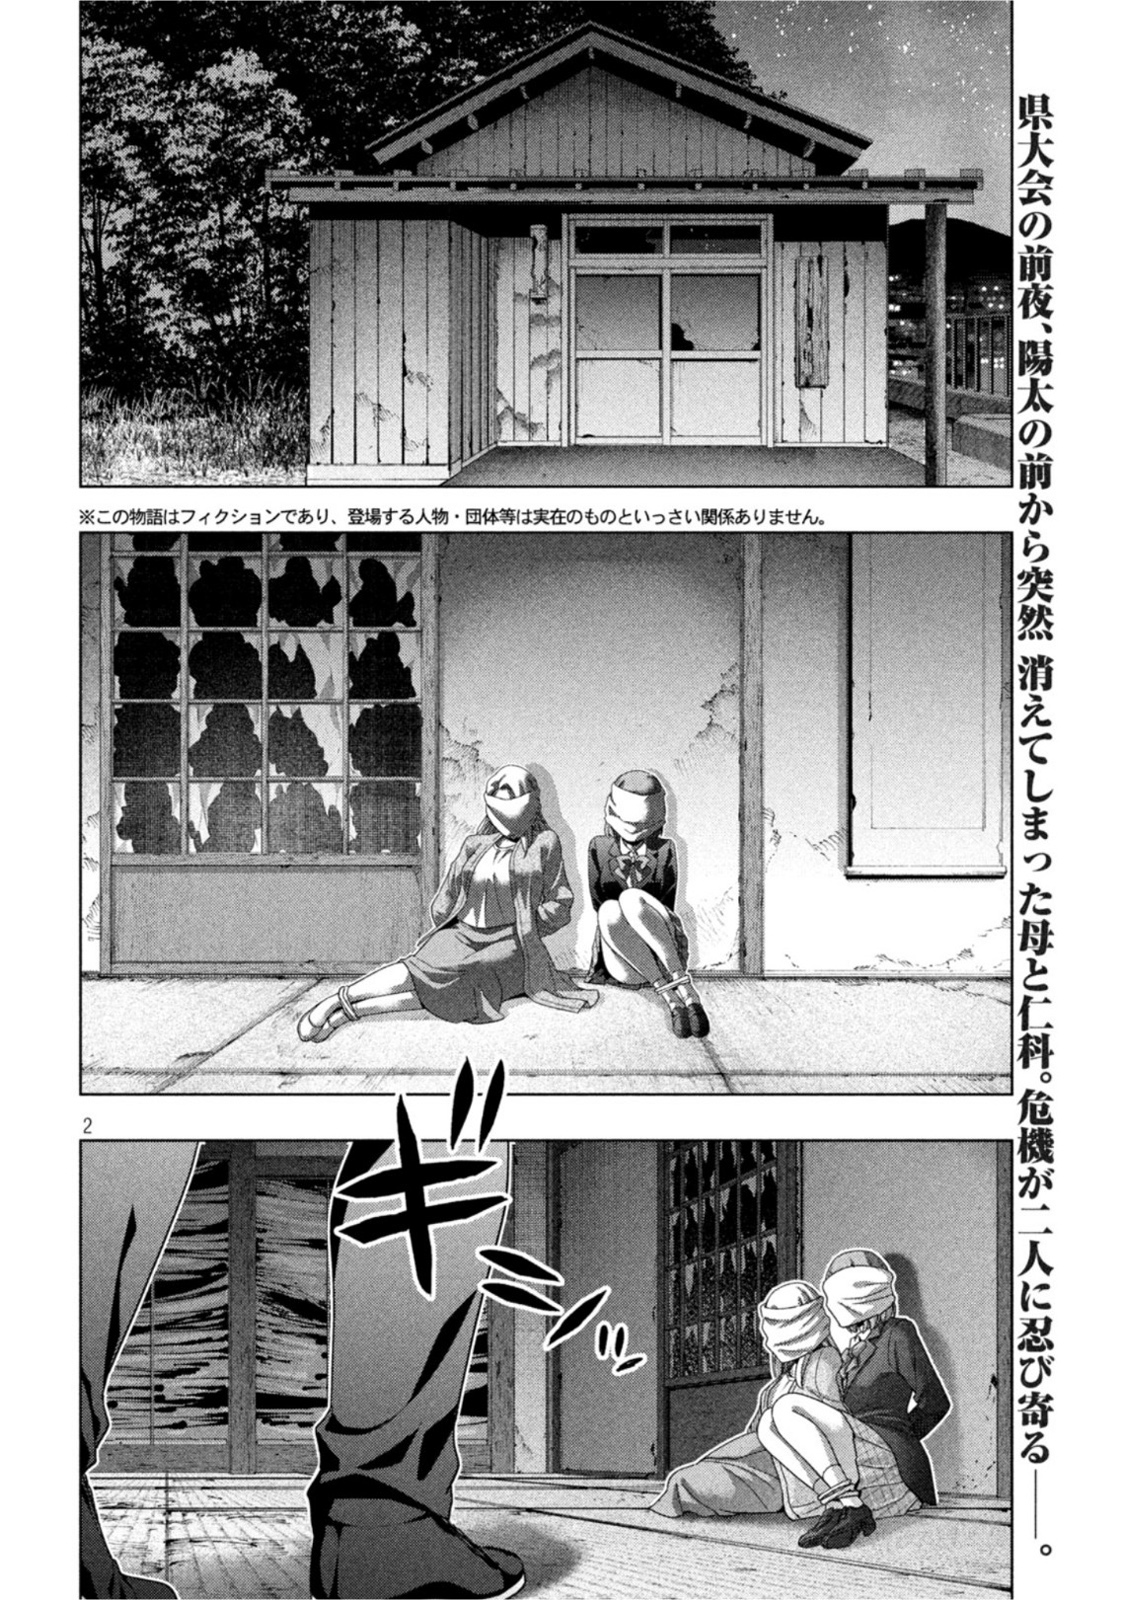 県大会の前夜、陽太の前から突然 消えてしまった母と仁科。危機が二人に忍び寄る――。
※この物語はフィクションであり、登場する人物・団体等は実在のものといっさい関係ありません。
2
ギシッ